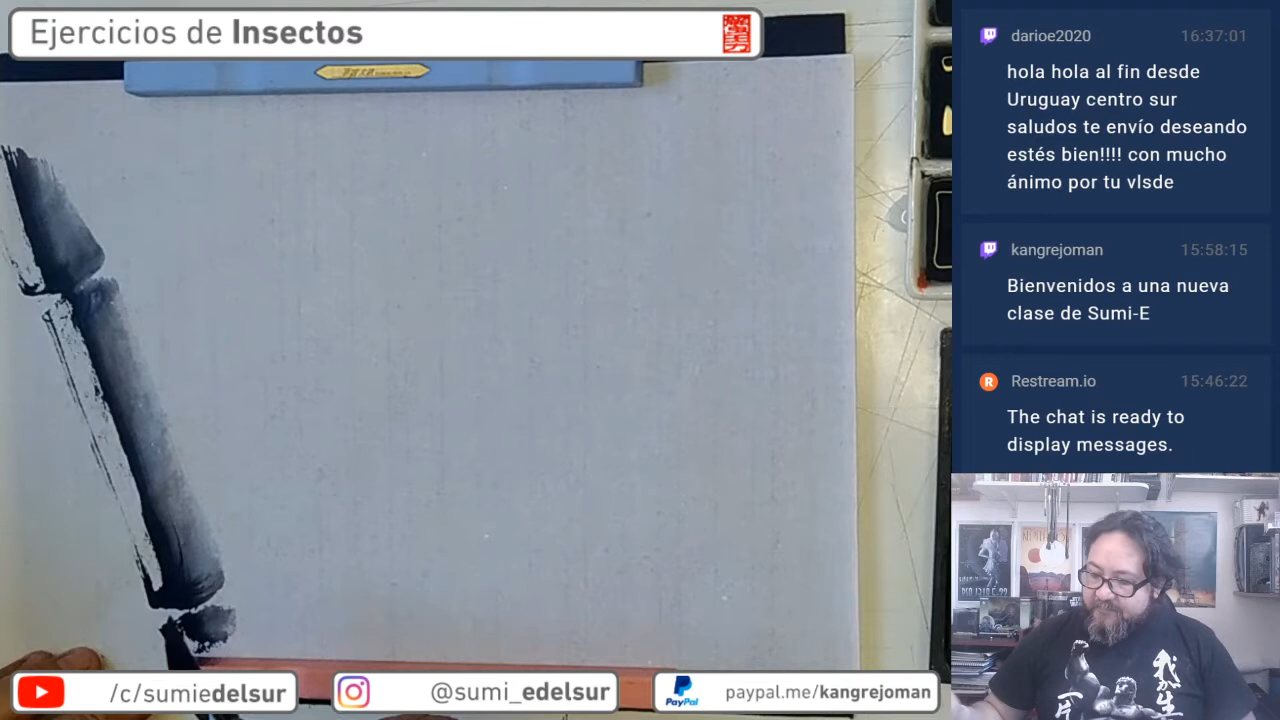 Ejercicios de Insectos
darioe2020 16:37:01
hola hola al fin desde
Uruguay centro sur
saludos te envío deseando
estés bien!!!! con mucho
ánimo por tu vlsde
kangrejoman 15:58:15
Bienvenidos a una nueva
clase de Sumi-E
Restream.io 15:46:22
The chat is ready to
display messages.
/c/sumiedelsur
@sumi_edelsur
PayPal
paypal.me/kangrejoman